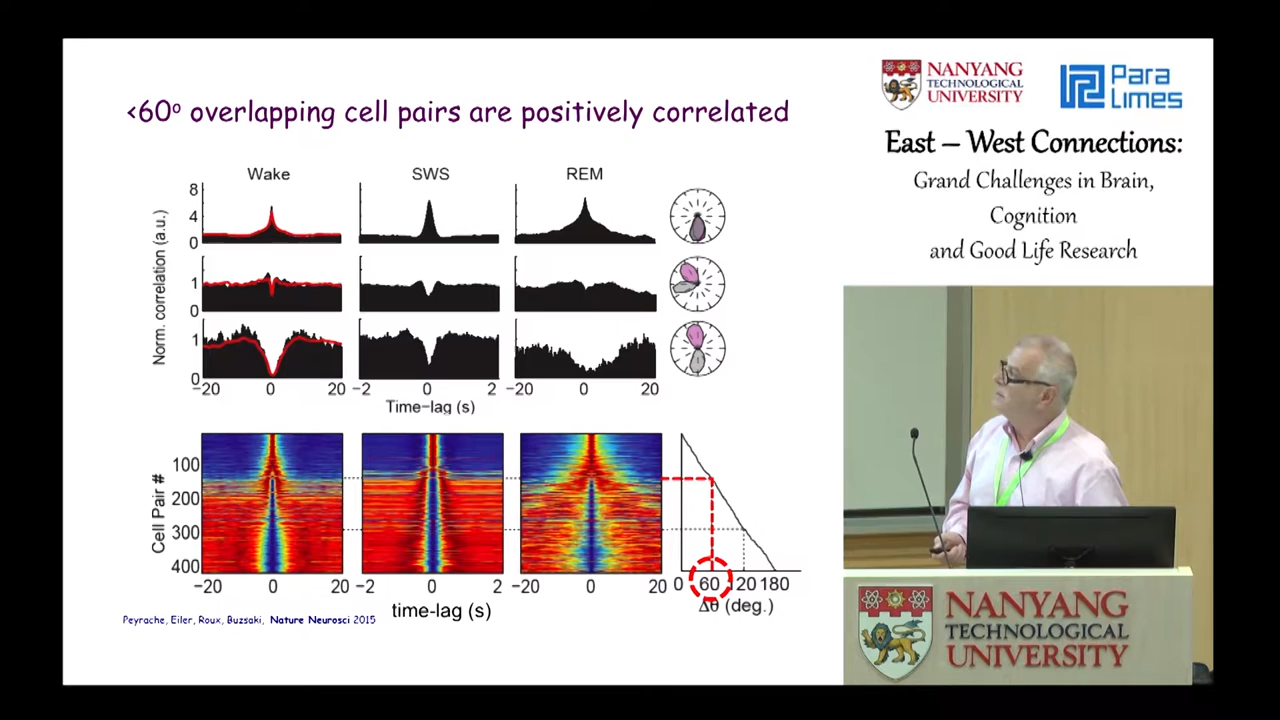 <60º overlapping cell pairs are positively correlated
Wake SWS REM
Norm. correlation (a.u.)
8
4
0
1
0
1
0
−20 0 20 −2 0 2 −20 0 20
Time−lag (s)
Cell Pair #
100
200
300
400
−20 0 20 −2 0 2 −20 0 20 0 60 120 180
time-lag (s)
Δθ (deg.)
Peyrache, Eiler, Roux, Buzsaki, Nature Neurosci 2015
NANYANG
TECHNOLOGICAL
UNIVERSITY
Para
Limes
East – West Connections:
Grand Challenges in Brain,
Cognition
and Good Life Research
NANYANG
TECHNOLOGICAL
UNIVERSITY